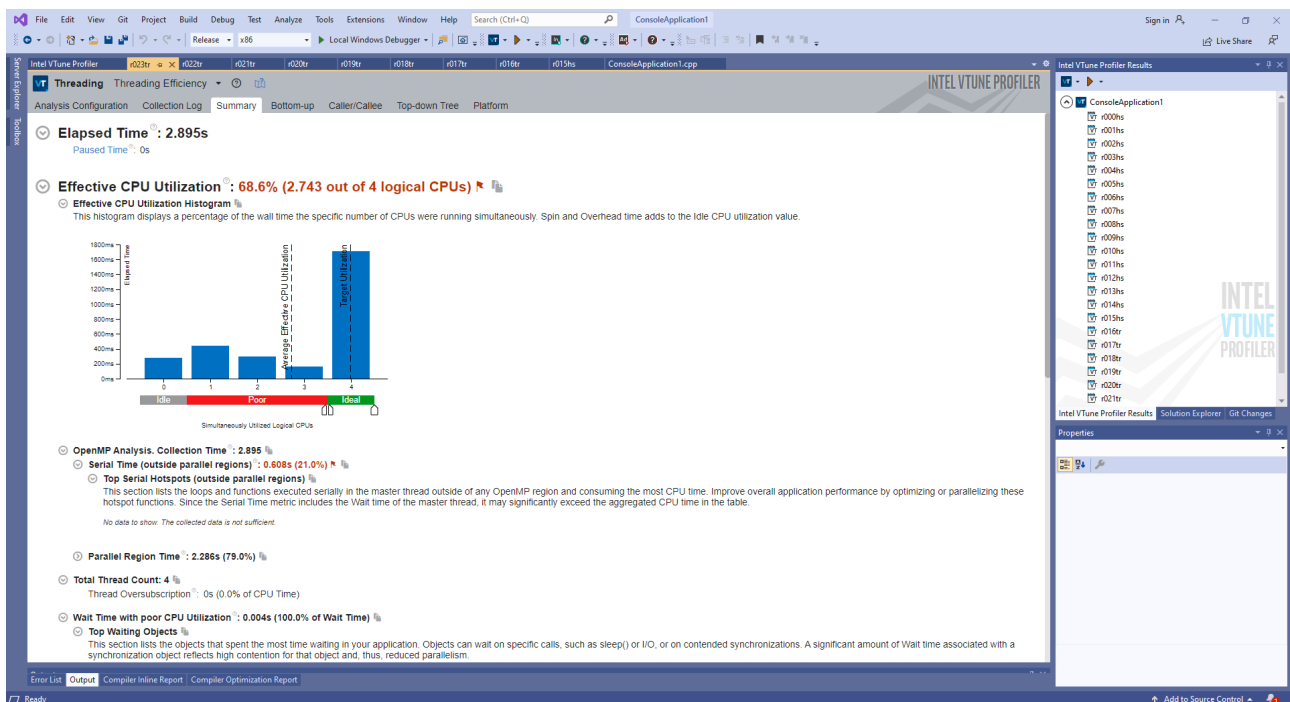 File Edit View Git Project Build Debug Test Analyze Tools Extensions Window Help Search (Ctrl+Q) ConsoleApplication1 Sign in
Release x86 Local Windows Debugger Live Share
Server Explorer
Toolbox
Intel VTune Profiler r023tr r022tr r021tr r020tr r019tr r018tr r017tr r016tr r015hs ConsoleApplication1.cpp
Threading Threading Efficiency INTEL VTUNE PROFILER
Analysis Configuration Collection Log Summary Bottom-up Caller/Callee Top-down Tree Platform
Elapsed Time: 2.895s
Paused Time: 0s
Effective CPU Utilization: 68.6% (2.743 out of 4 logical CPUs)
Effective CPU Utilization Histogram
This histogram displays a percentage of the wall time the specific number of CPUs were running simultaneously. Spin and Overhead time adds to the Idle CPU utilization value.
Elapsed Time
1800ms
1600ms
1400ms
1200ms
1000ms
800ms
600ms
400ms
200ms
0ms
Average Effective CPU Utilization
Target Utilization
0 1 2 3 4
Idle Poor Ideal
Simultaneously Utilized Logical CPUs
OpenMP Analysis. Collection Time: 2.895
Serial Time (outside parallel regions): 0.608s (21.0%)
Top Serial Hotspots (outside parallel regions)
This section lists the loops and functions executed serially in the master thread outside of any OpenMP region and consuming the most CPU time. Improve overall application performance by optimizing or parallelizing these
hotspot functions. Since the Serial Time metric includes the Wait time of the master thread, it may significantly exceed the aggregated CPU time in the table.
No data to show. The collected data is not sufficient.
Parallel Region Time: 2.286s (79.0%)
Total Thread Count: 4
Thread Oversubscription: 0s (0.0% of CPU Time)
Wait Time with poor CPU Utilization: 0.004s (100.0% of Wait Time)
Top Waiting Objects
This section lists the objects that spent the most time waiting in your application. Objects can wait on specific calls, such as sleep() or I/O, or on contended synchronizations. A significant amount of Wait time associated with a
synchronization object reflects high contention for that object and, thus, reduced parallelism.
Error List Output Compiler Inline Report Compiler Optimization Report
Intel VTune Profiler Results
ConsoleApplication1
r000hs
r001hs
r002hs
r003hs
r004hs
r005hs
r006hs
r007hs
r008hs
r009hs
r010hs
r011hs
r012hs
r013hs
r014hs
r015hs
r016tr
r017tr
r018tr
r019tr
r020tr
r021tr
INTEL
VTUNE
PROFILER
Intel VTune Profiler Results Solution Explorer Git Changes
Properties
Ready Add to Source Control